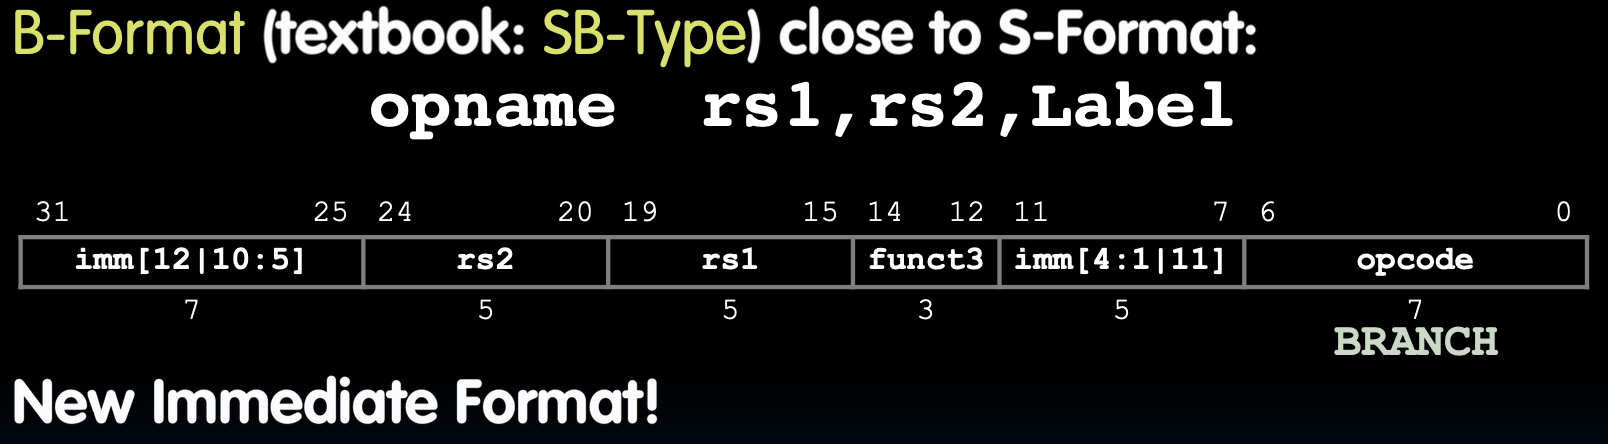 B-Format (textbook: SB-Type) close to S-Format:
opname rs1,rs2,Label
31 25 24 20 19 15 14 12 11 7 6 0
imm[12|10:5] rs2 rs1 funct3 imm[4:1|11] opcode
7 5 5 3 5 7
BRANCH
New Immediate Format!